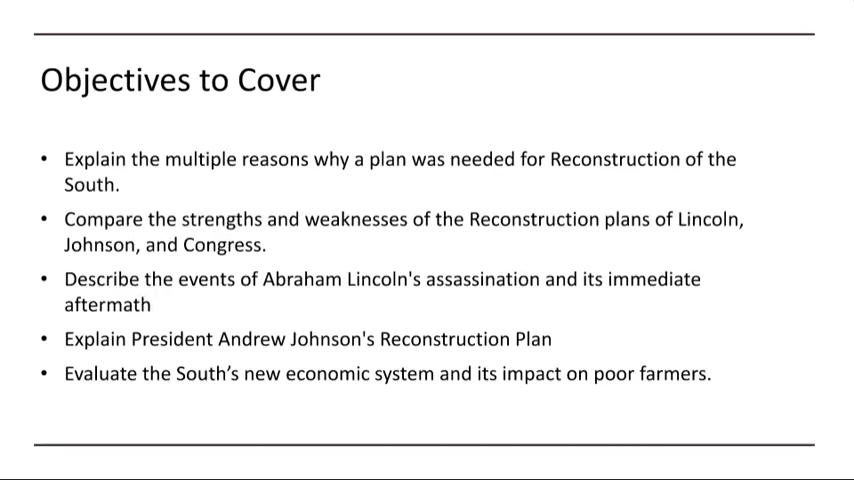 Objectives to Cover
• Explain the multiple reasons why a plan was needed for Reconstruction of the
South.
• Compare the strengths and weaknesses of the Reconstruction plans of Lincoln,
Johnson, and Congress.
• Describe the events of Abraham Lincoln's assassination and its immediate
aftermath
• Explain President Andrew Johnson's Reconstruction Plan
• Evaluate the South’s new economic system and its impact on poor farmers.